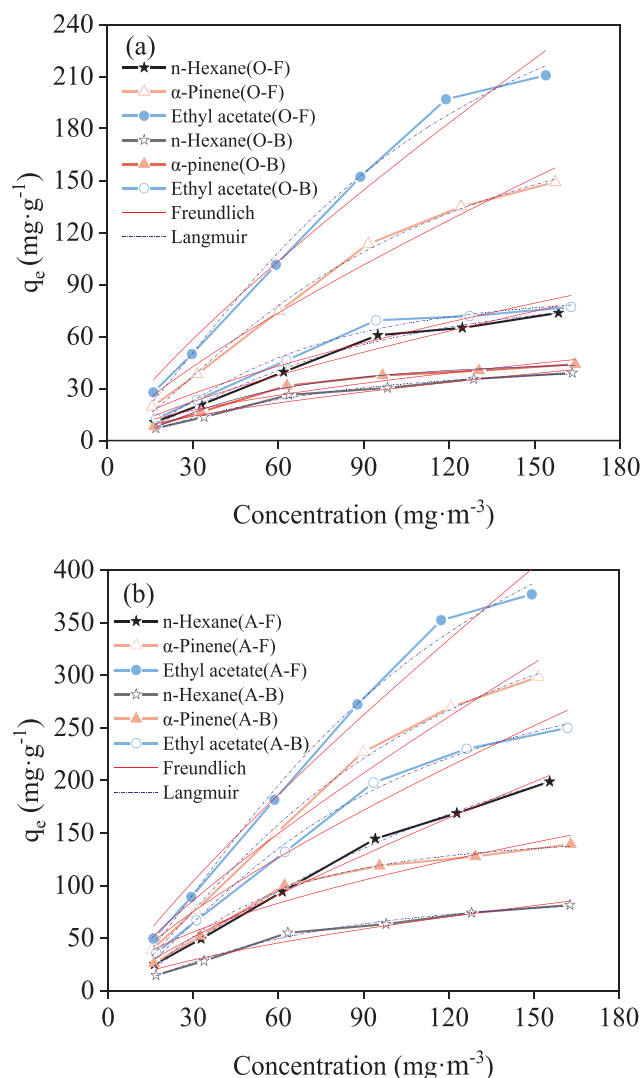 (a)
240
210
180
150
120
90
60
30
0
qe (mg·g-1)
n-Hexane(O-F)
α-Pinene(O-F)
Ethyl acetate(O-F)
n-Hexane(O-B)
α-pinene(O-B)
Ethyl acetate(O-B)
Freundlich
Langmuir
0 30 60 90 120 150 180
Concentration (mg·m-3)
(b)
400
350
300
250
200
150
100
50
0
qe (mg·g-1)
n-Hexane(A-F)
α-Pinene(A-F)
Ethyl acetate(A-F)
n-Hexane(A-B)
α-Pinene(A-B)
Ethyl acetate(A-B)
Freundlich
Langmuir
0 30 60 90 120 150 180
Concentration (mg·m-3)